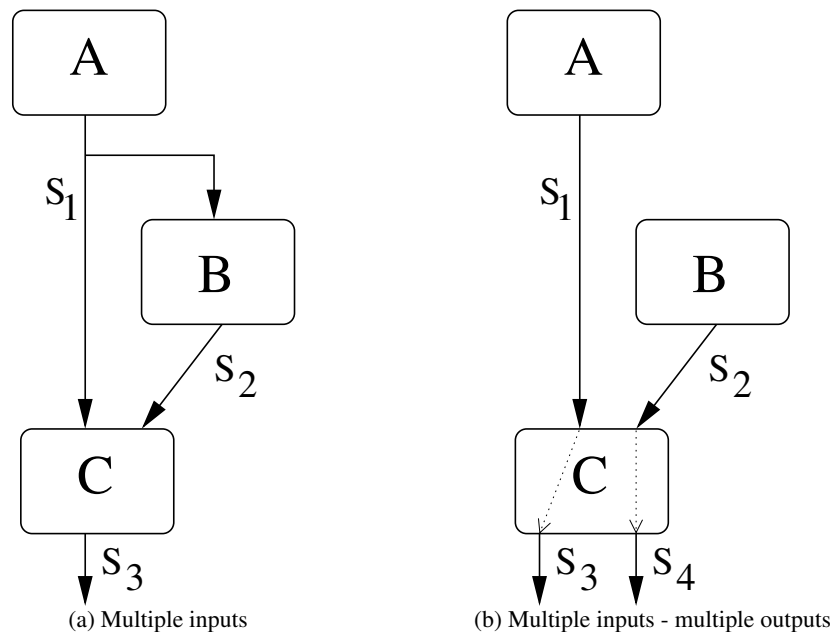 A
S1
B
S2
C
S3
(a) Multiple inputs
A
S1
B
S2
C
S3
S4
(b) Multiple inputs - multiple outputs